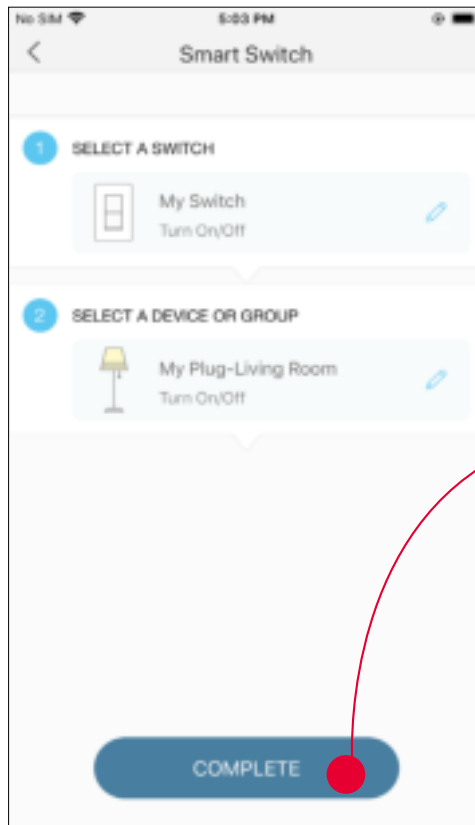 No SIM 5:03 PM
Smart Switch
1 SELECT A SWITCH
My Switch
Turn On/Off
2 SELECT A DEVICE OR GROUP
My Plug-Living Room
Turn On/Off
COMPLETE